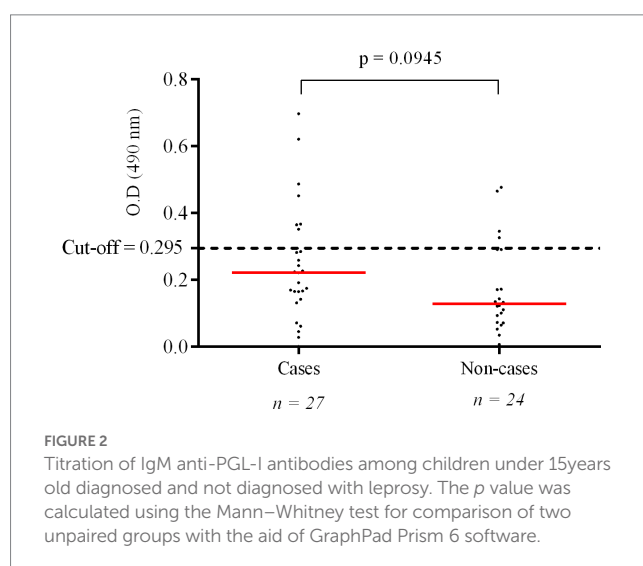 p = 0.0945
0.8
0.6
0.4
0.2
0.0
O.D (490 nm)
Cut-off = 0.295
Cases
Non-cases
n = 27
n = 24
FIGURE 2
Titration of IgM anti-PGL-I antibodies among children under 15years
old diagnosed and not diagnosed with leprosy. The p value was
calculated using the Mann–Whitney test for comparison of two
unpaired groups with the aid of GraphPad Prism 6 software.